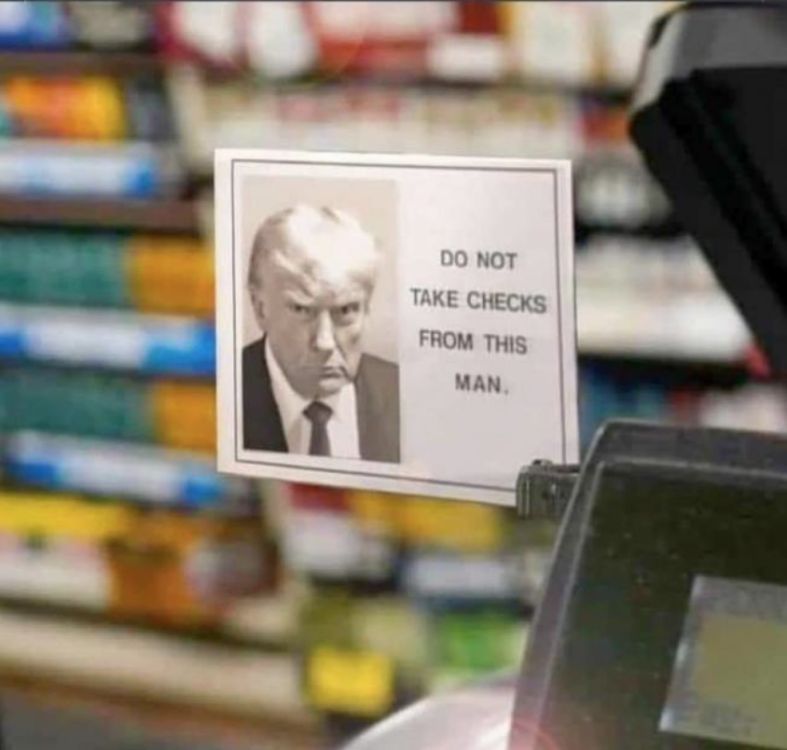 DO NOT
TAKE CHECKS
FROM THIS
MAN.